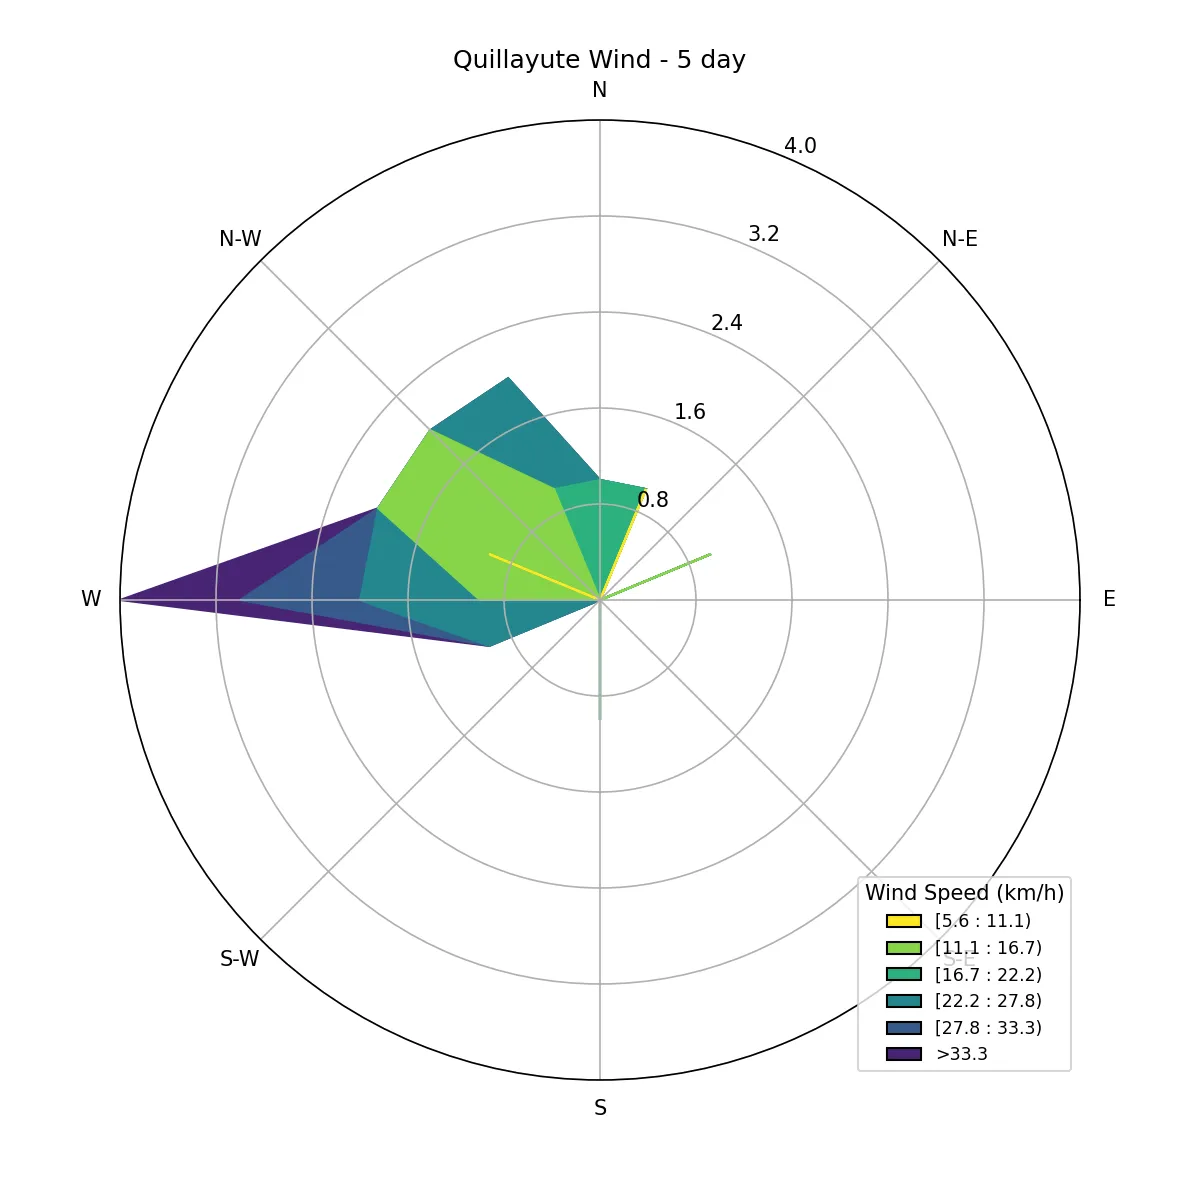 Quillayute Wind - 5 day
N
4.0
N-W
N-E
3.2
2.4
1.6
0.8
W
E
Wind Speed (km/h)
[5.6 : 11.1)
[11.1 : 16.7)
S-W
S-E
[16.7 : 22.2)
[22.2 : 27.8)
[27.8 : 33.3)
>33.3
S